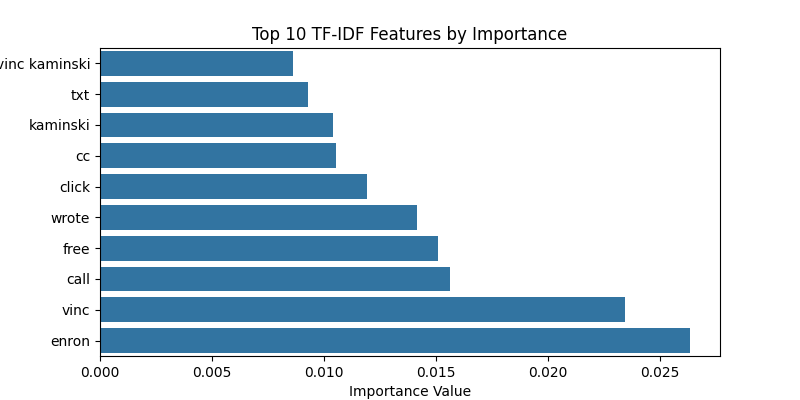 Top 10 TF-IDF Features by Importance
vinc kaminski
txt
kaminski
cc
click
wrote
free
call
vinc
enron
0.000 0.005 0.010 0.015 0.020 0.025
Importance Value